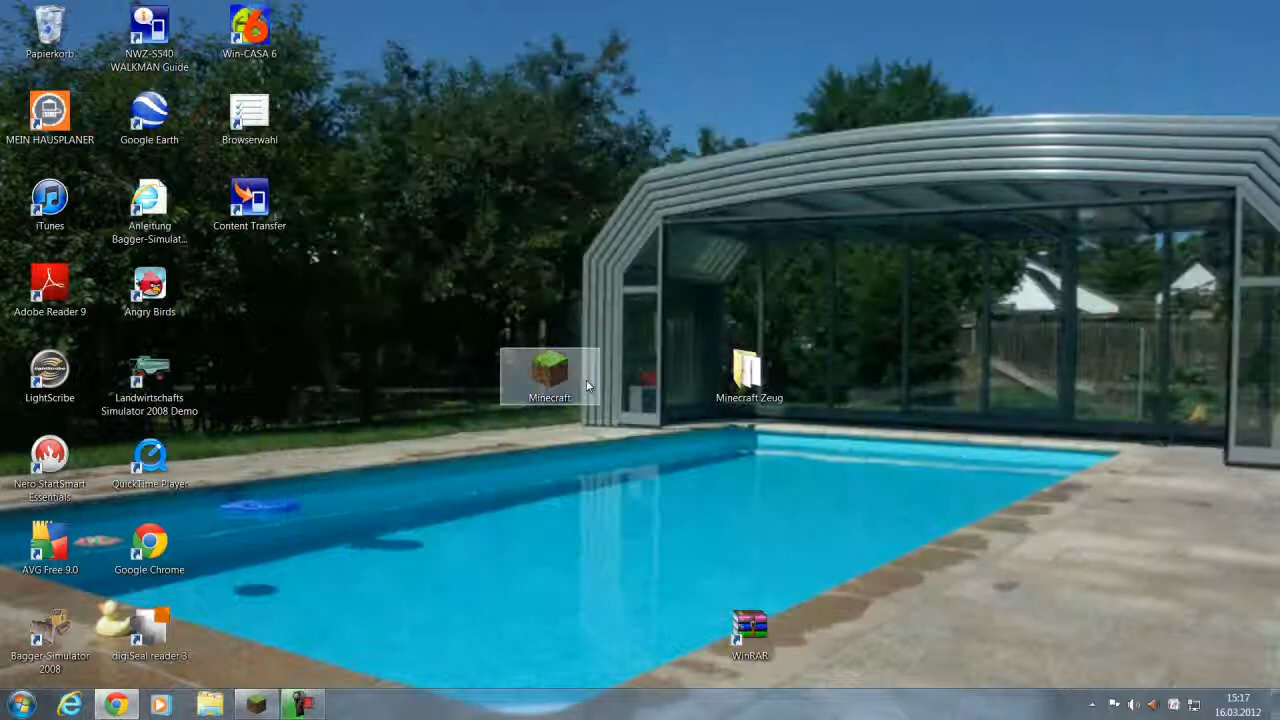 Papierkorb
NWZ-S540
WALKMAN Guide
Win-CASA 6
MEIN HAUSPLANER
Google Earth
Browserwahl
iTunes
Anleitung
Bagger-Simulat...
Content Transfer
Adobe Reader 9
Angry Birds
LightScribe
Landwirtschafts
Simulator 2008 Demo
Minecraft
Minecraft Zeug
Nero StartSmart
Essentials
QuickTime Player
AVG Free 9.0
Google Chrome
Bagger-Simulator
2008
digiSeal reader 3
WinRAR
15:17
16.03.2012